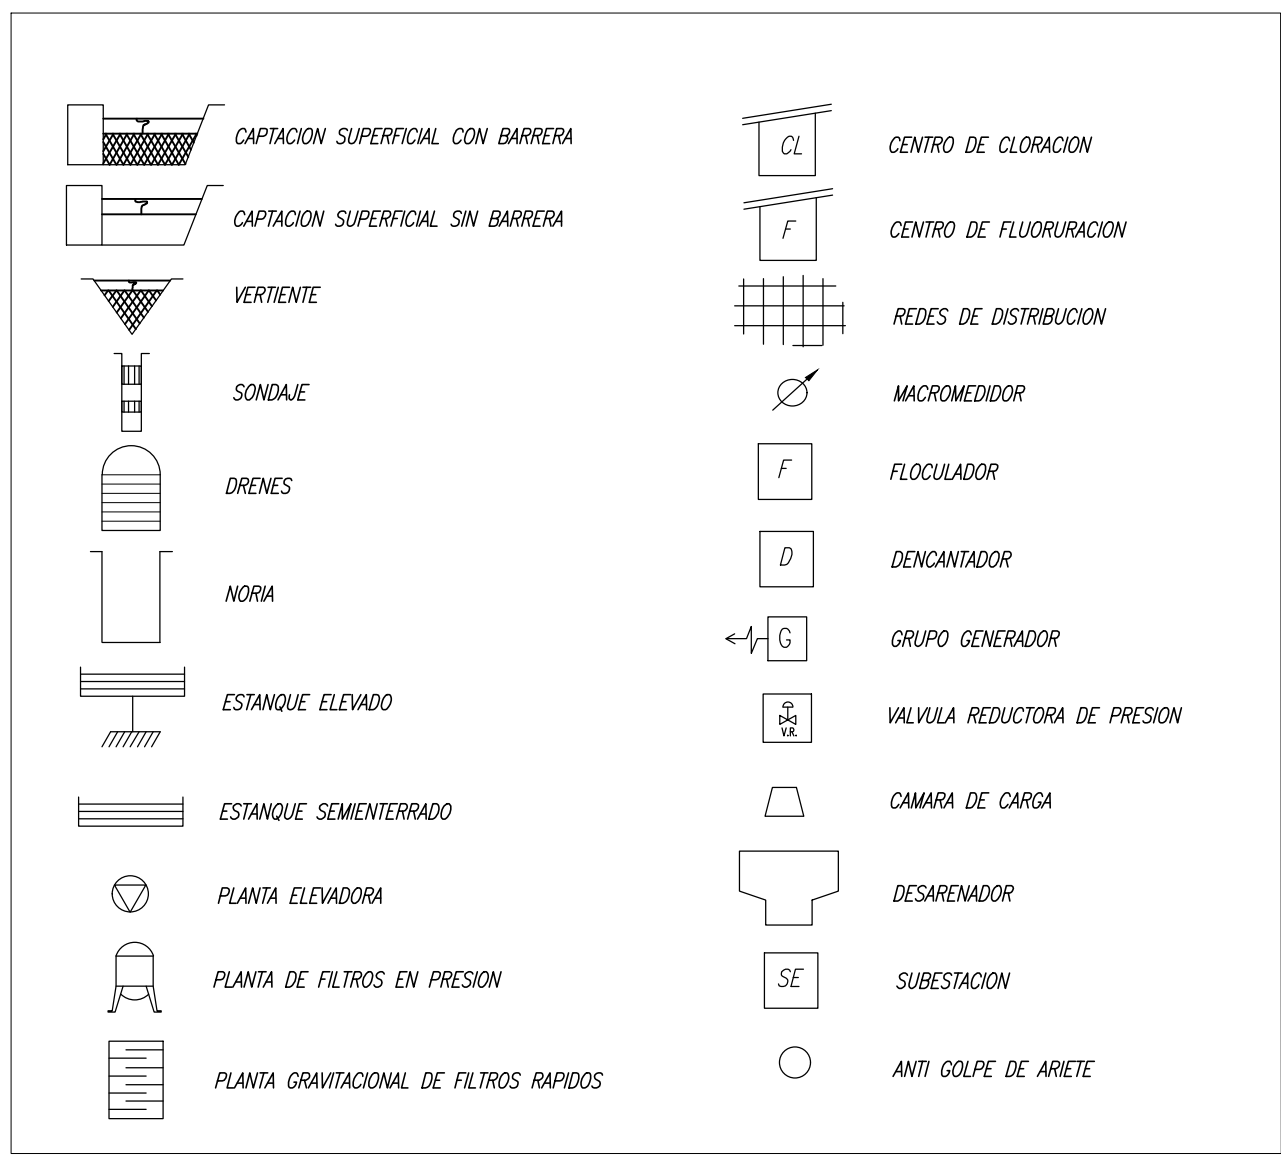 CAPTACION SUPERFICIAL CON BARRERA
CAPTACION SUPERFICIAL SIN BARRERA
VERTIENTE
SONDAJE
DRENES
NORIA
ESTANQUE ELEVADO
ESTANQUE SEMIENTERRADO
PLANTA ELEVADORA
PLANTA DE FILTROS EN PRESION
PLANTA GRAVITACIONAL DE FILTROS RAPIDOS
CL CENTRO DE CLORACION
F CENTRO DE FLUORURACION
REDES DE DISTRIBUCION
MACROMEDIDOR
F FLOCULADOR
D DENCANTADOR
G GRUPO GENERADOR
V.R. VALVULA REDUCTORA DE PRESION
CAMARA DE CARGA
DESARENADOR
SE SUBESTACION
ANTI GOLPE DE ARIETE